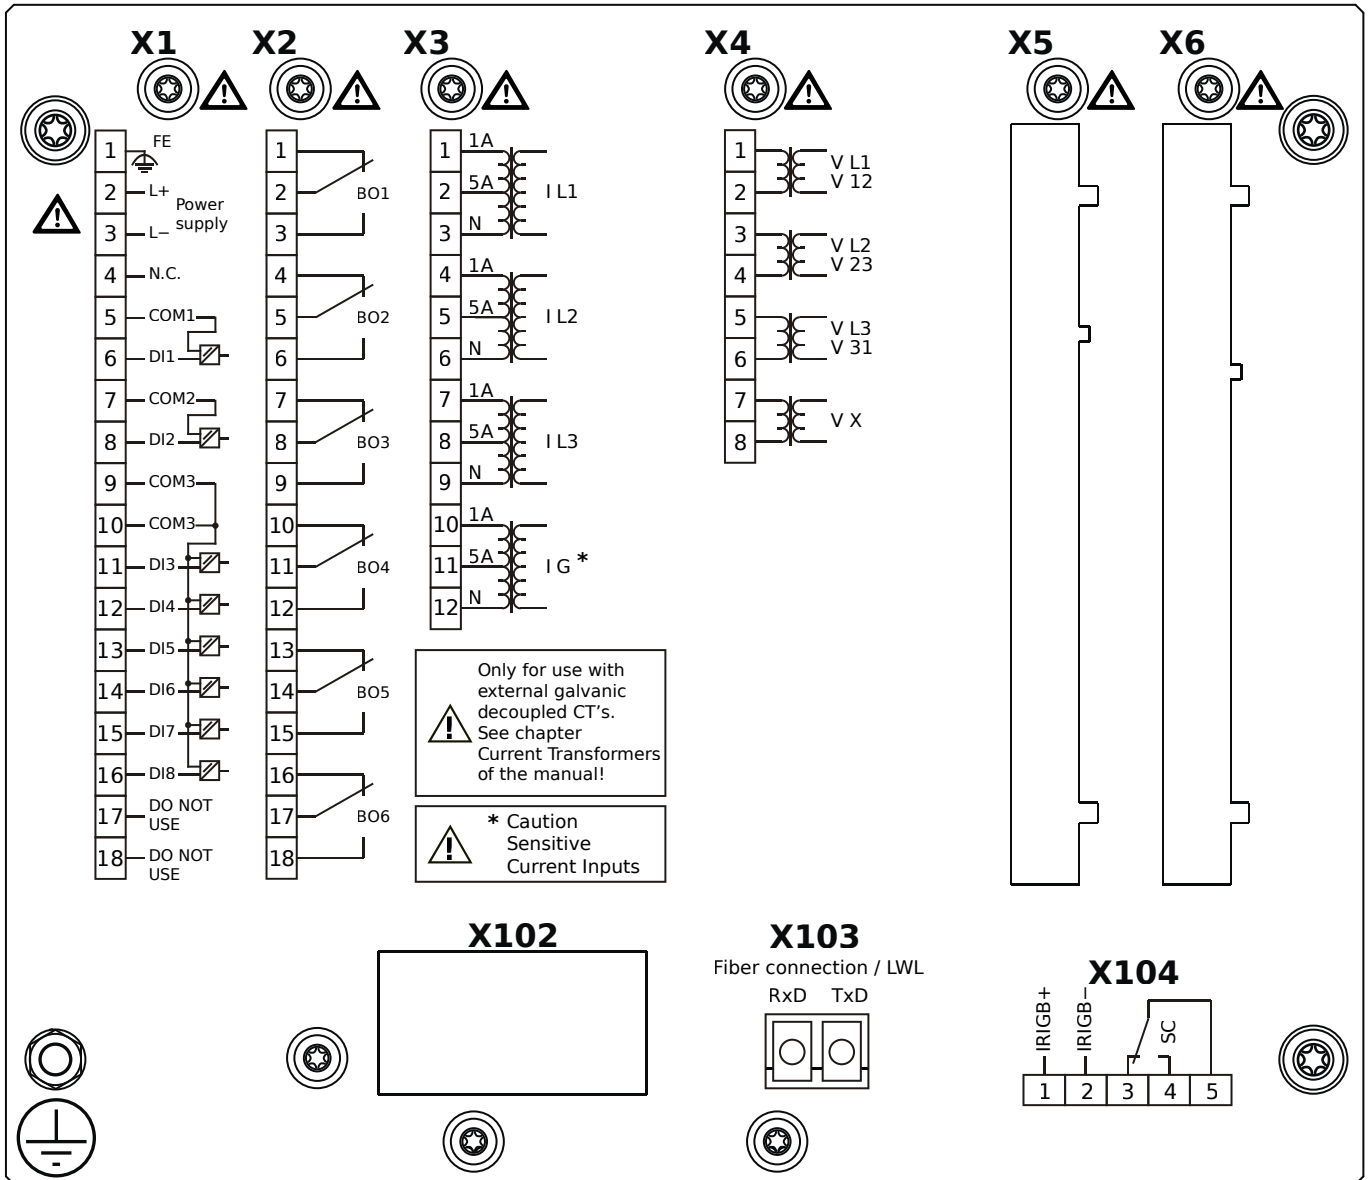 X1 X2 X3 X4 X5 X6
1 FE
2 L+
Power
supply
3 L−
4 N.C.
5 COM1
6 DI1
7 COM2
8 DI2
9 COM3
10 COM3
11 DI3
12 DI4
13 DI5
14 DI6
15 DI7
16 DI8
17 DO NOT
USE
18 DO NOT
USE
1
2 BO1
3
4
5 BO2
6
7
8 BO3
9
10
11 BO4
12
13
14 BO5
15
16
17 BO6
18
1 1A
2 5A I L1
3 N
4 1A
5 5A I L2
6 N
7 1A
8 5A I L3
9 N
10 1A
11 5A I G *
12 N
Only for use with
external galvanic
decoupled CT's.
See chapter
Current Transformers
of the manual!
* Caution
Sensitive
Current Inputs
1 V L1
2 V 12
3 V L2
4 V 23
5 V L3
6 V 31
7 V X
8
X102
X103
Fiber connection / LWL
RxD TxD
X104
IRIGB+
IRIGB−
SC
1 2 3 4 5